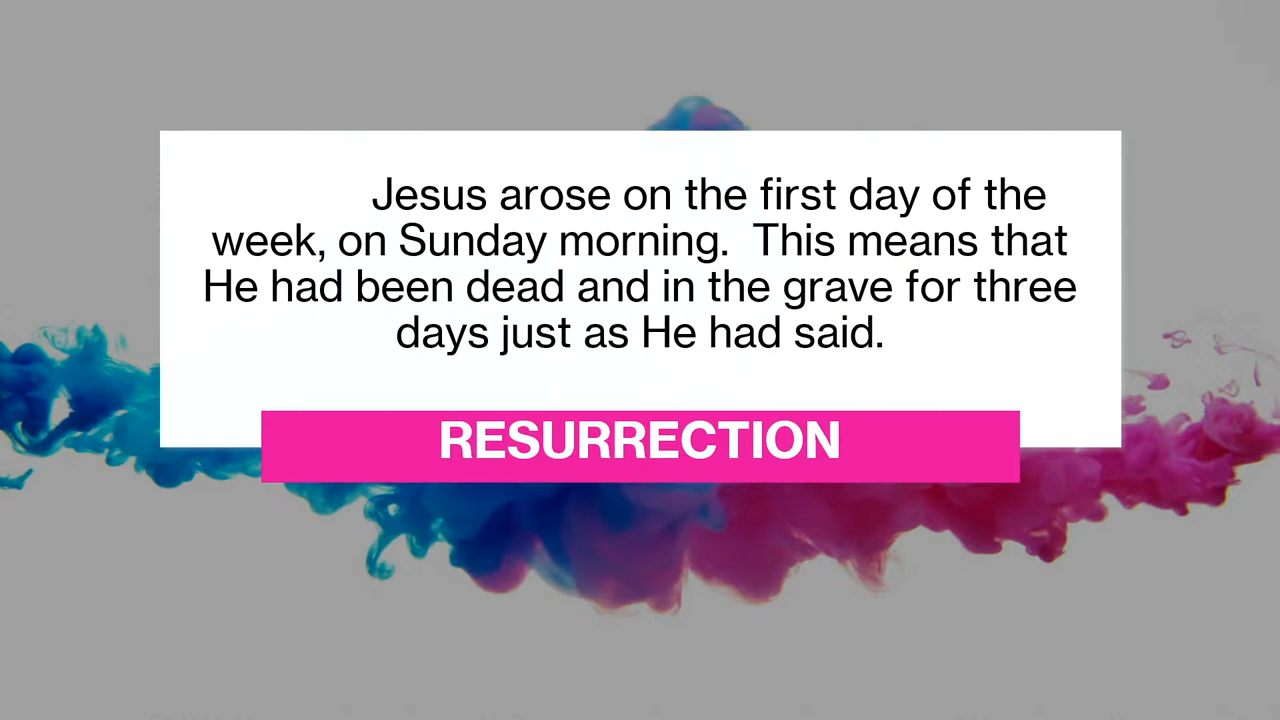 Jesus arose on the first day of the
week, on Sunday morning.  This means that
He had been dead and in the grave for three
days just as He had said.
RESURRECTION